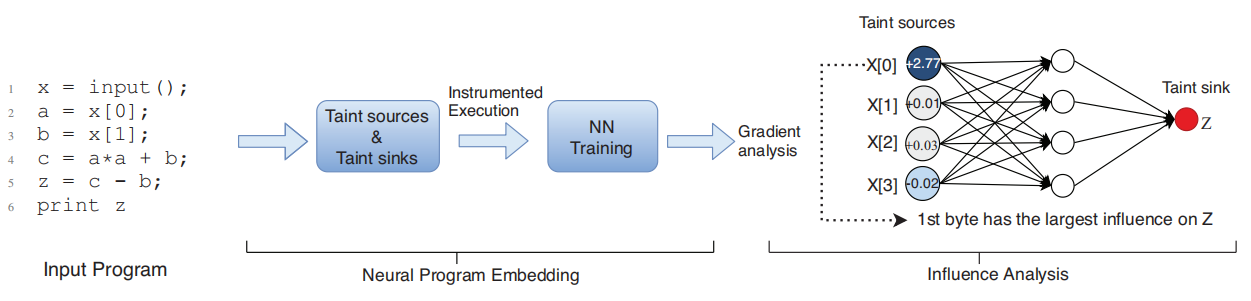 1 x = input();
2 a = x[0];
3 b = x[1];
4 c = a*a + b;
5 z = c - b;
6 print z
Input Program
Taint sources
&
Taint sinks
Instrumented
Execution
NN
Training
Neural Program Embedding
Gradient
analysis
Taint sources
X[0] +2.77
X[1] +0.01
X[2] +0.03
X[3] -0.02
Taint sink
Z
1st byte has the largest influence on Z
Influence Analysis